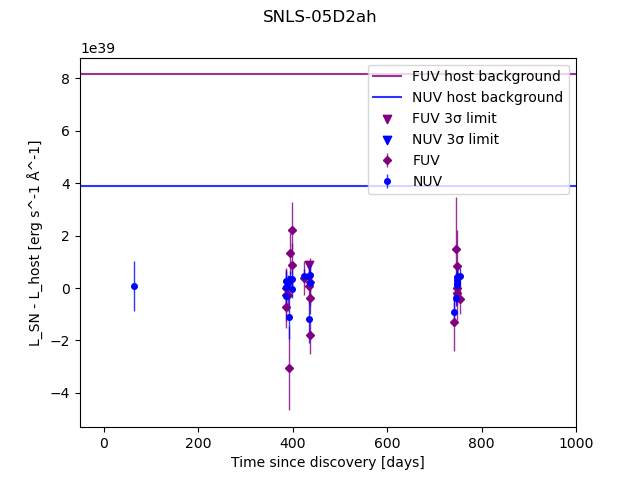 SNLS-05D2ah
1e39
FUV host background
NUV host background
FUV 3σ limit
NUV 3σ limit
FUV
NUV
8
6
4
2
0
−2
−4
L_SN - L_host [erg s^-1 Å^-1]
0 200 400 600 800 1000
Time since discovery [days]